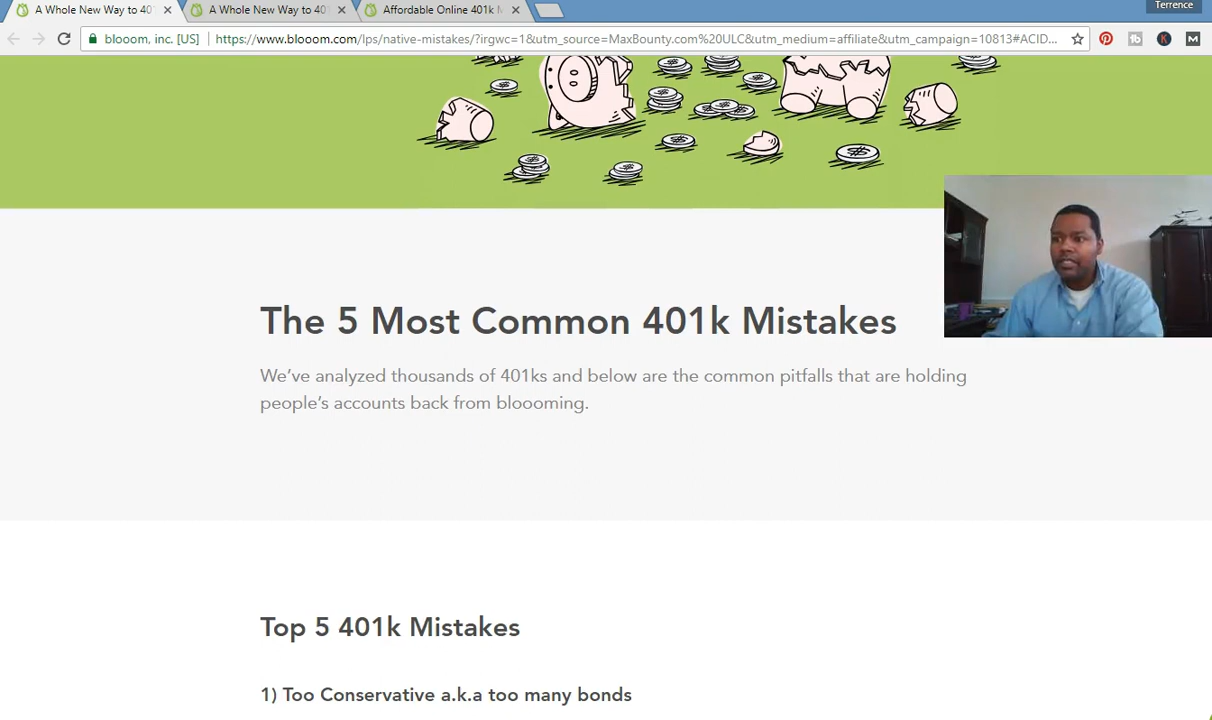 A Whole New Way to 401
A Whole New Way to 401
Affordable Online 401k M
Terrence
blooom, inc. [US]
https://www.blooom.com/lps/native-mistakes/?irgwc=1&utm_source=MaxBounty.com%20ULC&utm_medium=affiliate&utm_campaign=10813#ACID...
The 5 Most Common 401k Mistakes
We've analyzed thousands of 401ks and below are the common pitfalls that are holding
people's accounts back from bloooming.
Top 5 401k Mistakes
1) Too Conservative a.k.a too many bonds